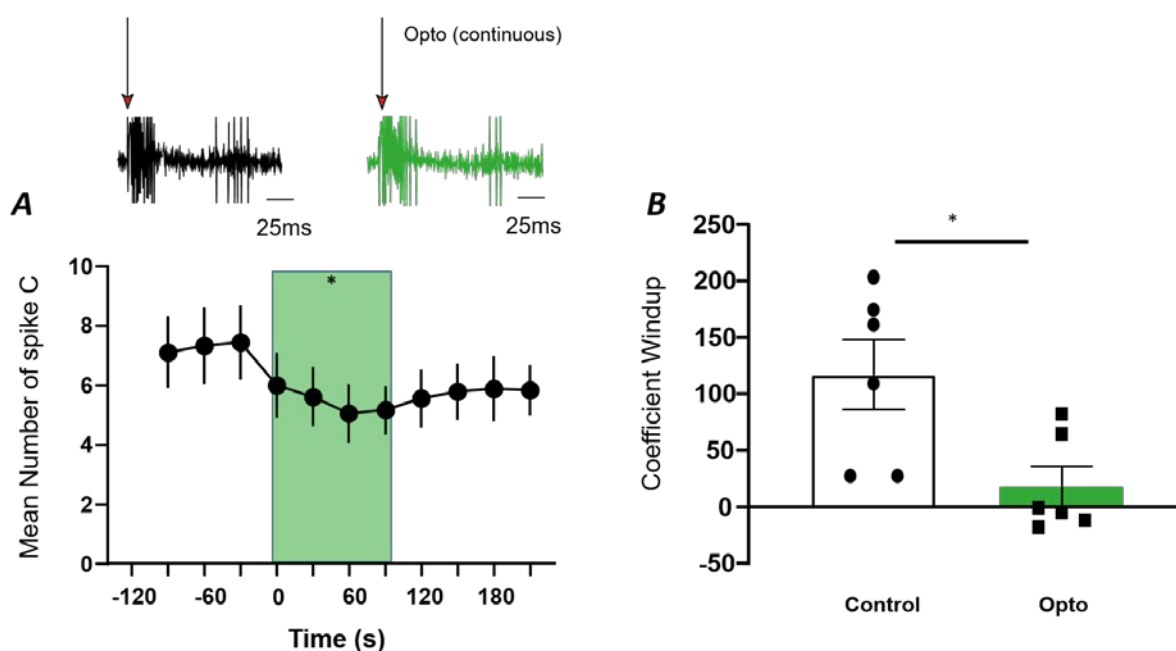 Opto (continuous)
25ms
25ms
A
Mean Number of spike C
10
8
6
4
2
0
*
-120
-60
0
60
120
180
Time (s)
B
Coefficient Windup
250
200
150
100
50
0
-50
*
Control
Opto